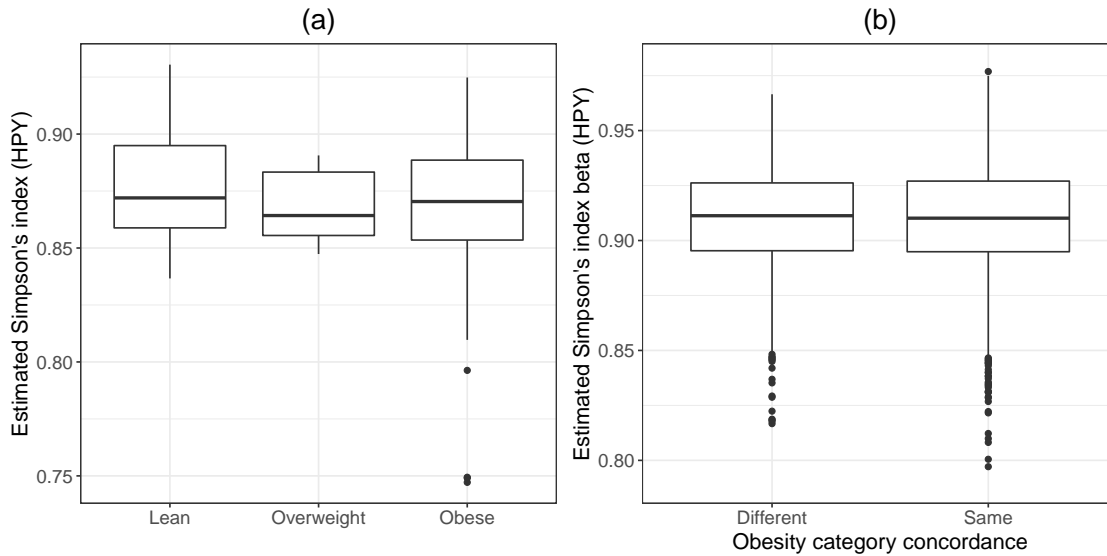 (a)
Estimated Simpson's index (HPY)
0.90
0.85
0.80
0.75
Lean Overweight Obese
(b)
Estimated Simpson's index beta (HPY)
0.95
0.90
0.85
0.80
Different Same
Obesity category concordance